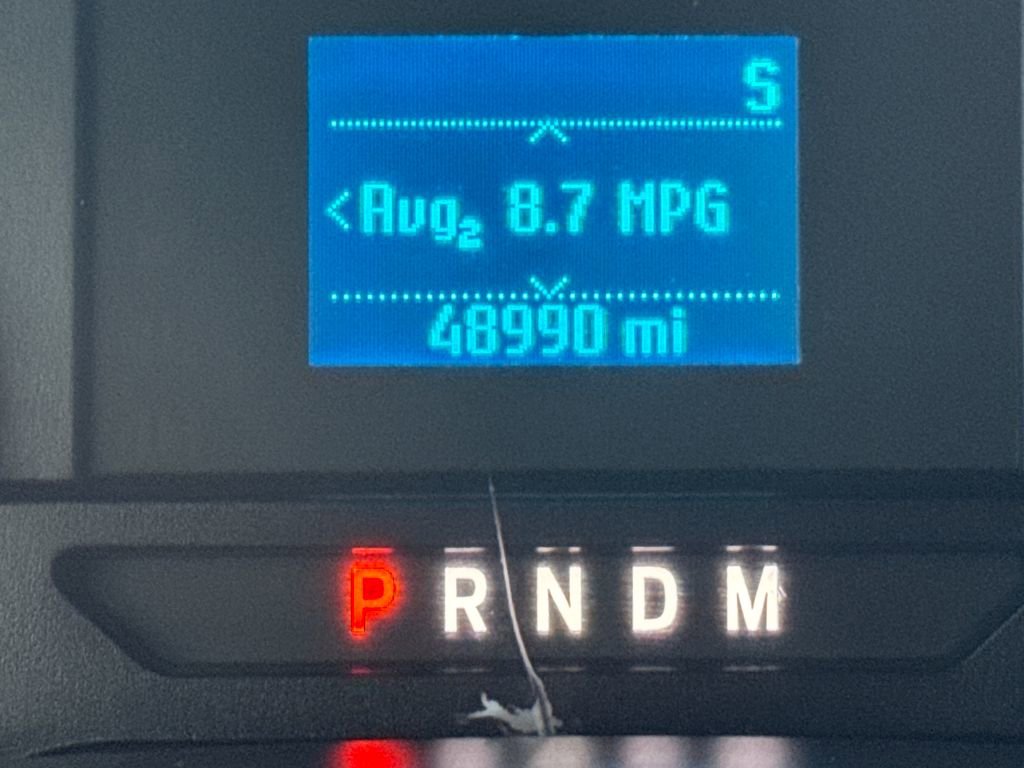 S
<Avg₂ 8.7 MPG
48990 mi
P R N D M